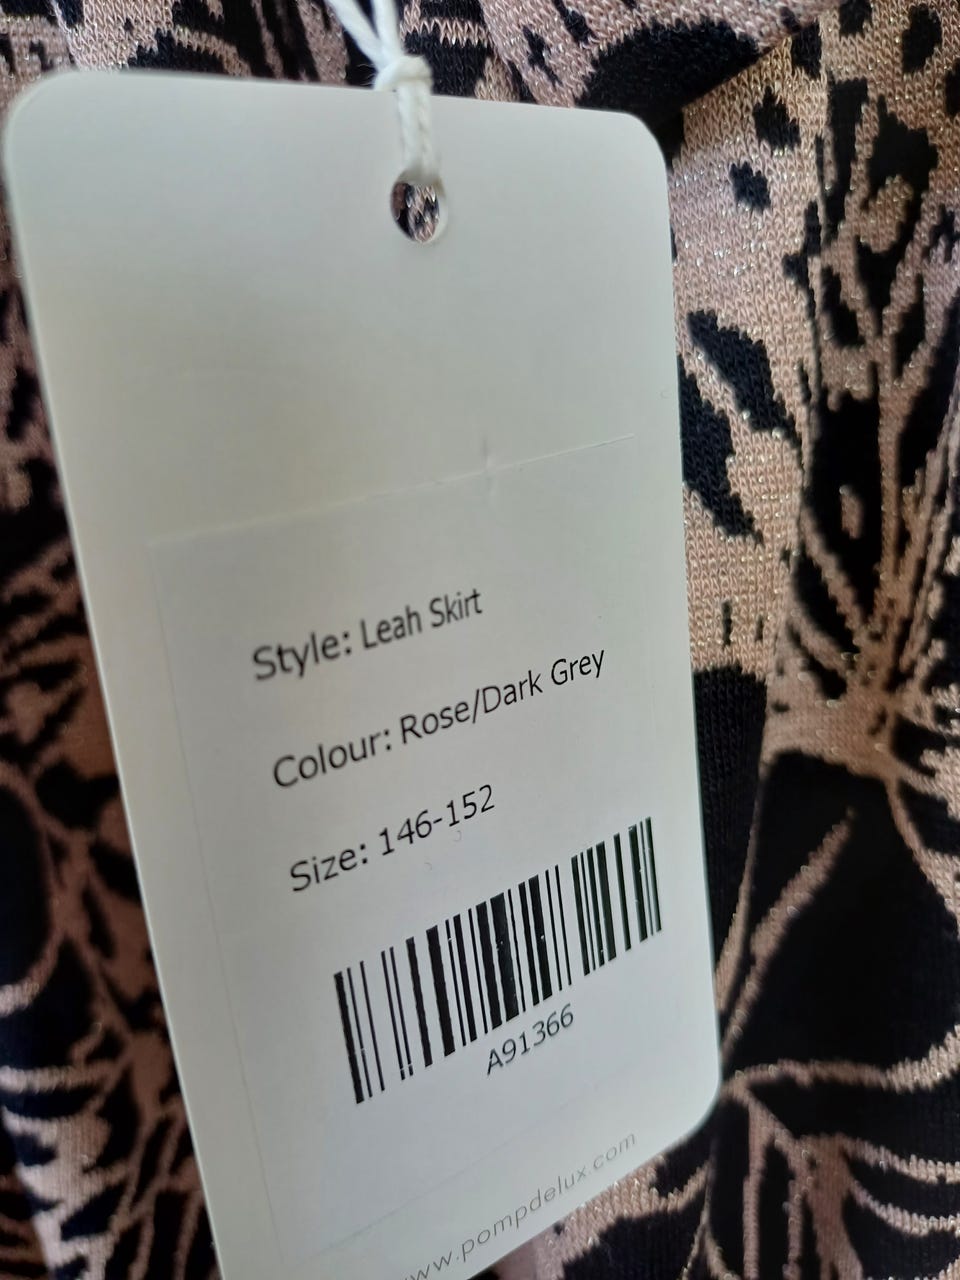 Style: Leah Skirt
Colour: Rose/Dark Grey
Size: 146-152
A91366
www.pompdelux.com